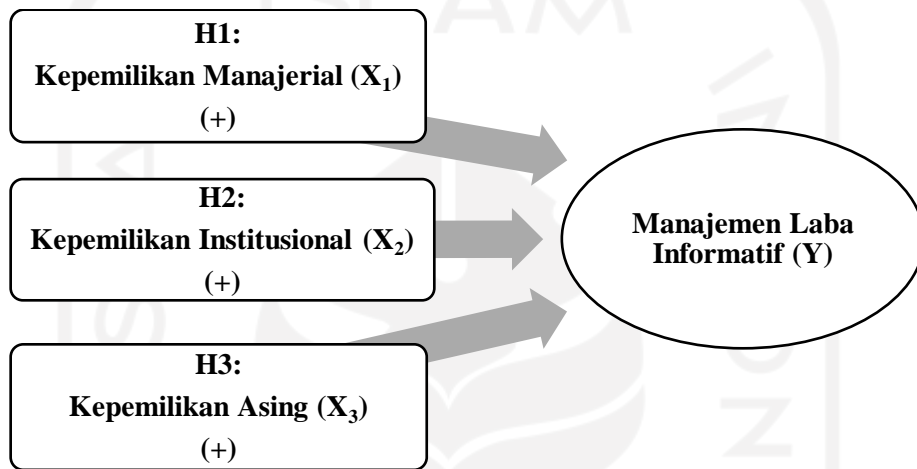 H1:
Kepemilikan Manajerial (X₁)
(+)
H2:
Kepemilikan Institusional (X₂)
(+)
H3:
Kepemilikan Asing (X₃)
(+)
Manajemen Laba
Informatif (Y)